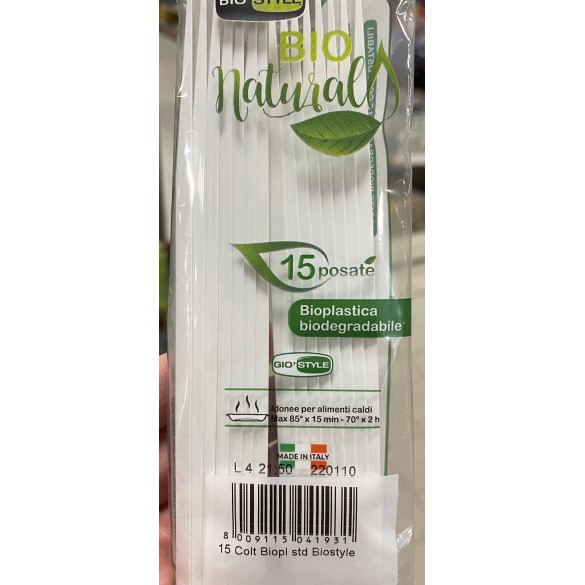 BIO STYLE
BIO
Natural
15 posate
Bioplastica
biodegradabile
GIO'STYLE
Idonee per alimenti caldi
Max 85° x 15 min - 70° x 2 h
MADE IN ITALY
L 4 21:50 220110
8 009115 041931
15 Colt Biopl std Biostyle